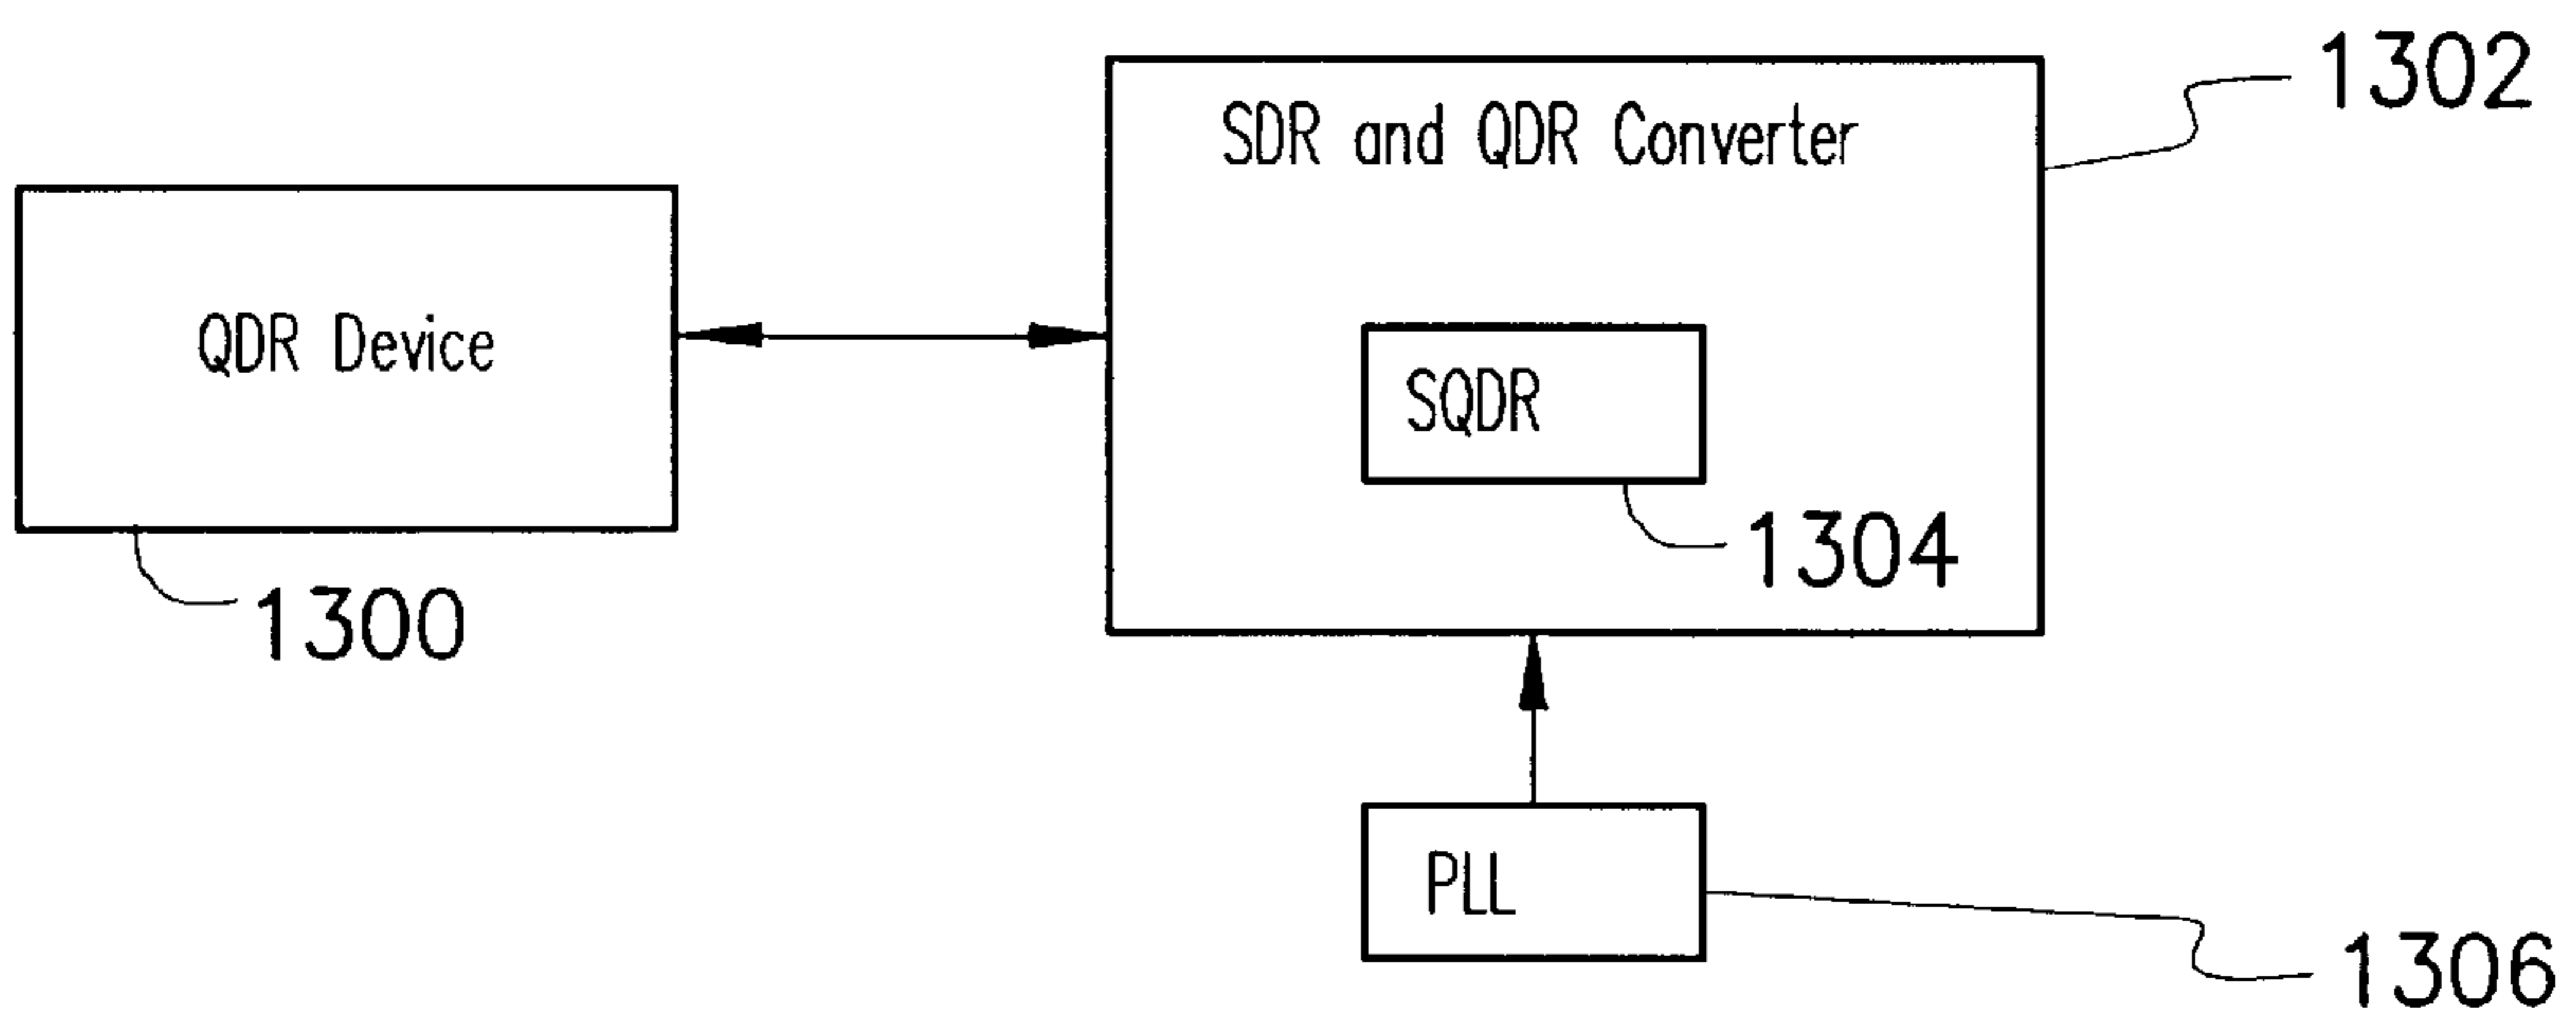 1302
SDR and QDR Converter
QDR Device
SQDR
1304
1300
PLL
1306